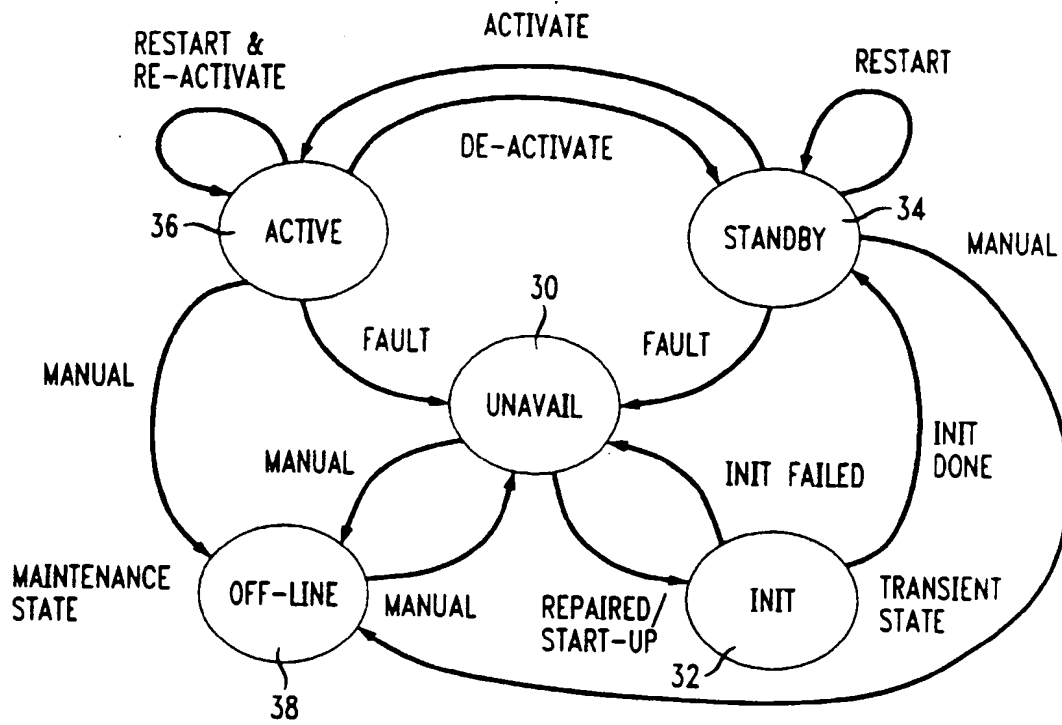 ACTIVATE
RESTART &
RE-ACTIVATE
RESTART
DE-ACTIVATE
36
ACTIVE
STANDBY
34
MANUAL
30
FAULT
FAULT
MANUAL
UNAVAIL
MANUAL
INIT FAILED
INIT
DONE
MAINTENANCE
STATE
OFF-LINE
MANUAL
REPAIRED/
START-UP
INIT
TRANSIENT
STATE
32
38